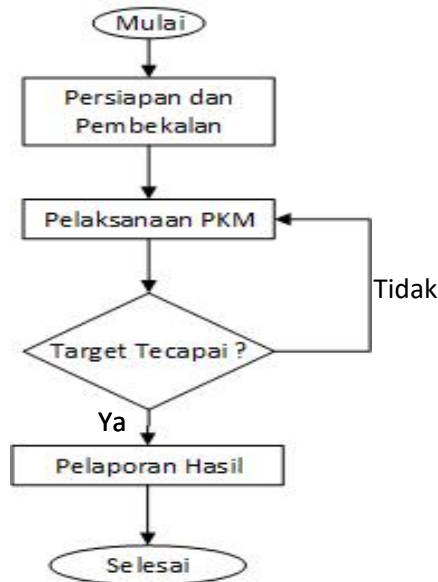 Mulai
Persiapan dan
Pembekalan
Pelaksanaan PKM
Tidak
Target Tecapai ?
Ya
Pelaporan Hasil
Selesai